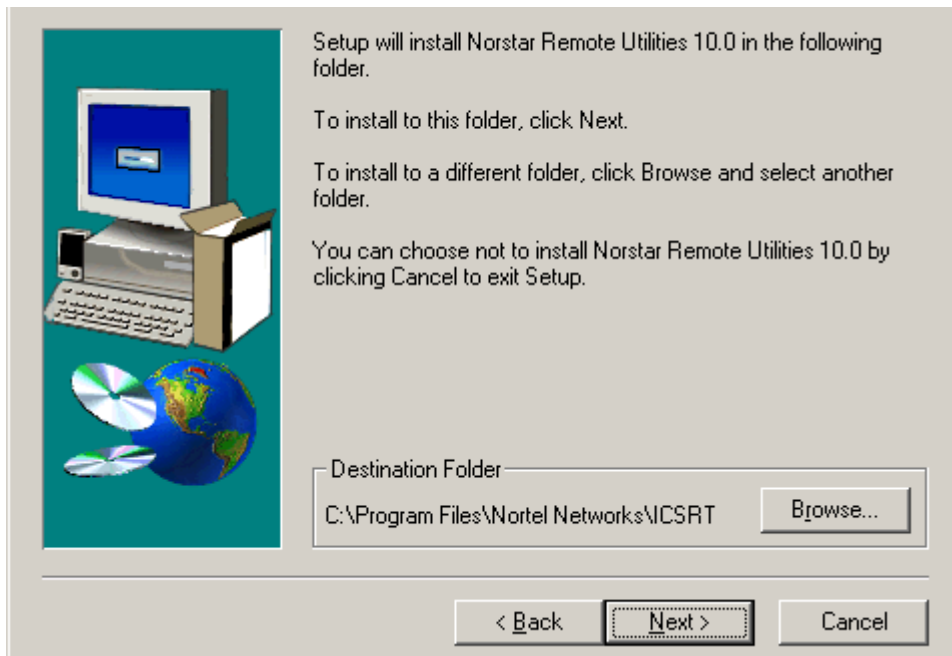 Setup will install Norstar Remote Utilities 10.0 in the following
folder.
To install to this folder, click Next.
To install to a different folder, click Browse and select another
folder.
You can choose not to install Norstar Remote Utilities 10.0 by
clicking Cancel to exit Setup.
Destination Folder
C:\Program Files\Nortel Networks\ICSRT
Browse...
< Back
Next >
Cancel